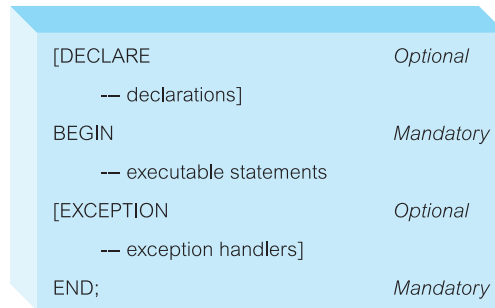 [DECLARE Optional
-- declarations]
BEGIN Mandatory
-- executable statements
[EXCEPTION Optional
-- exception handlers]
END; Mandatory